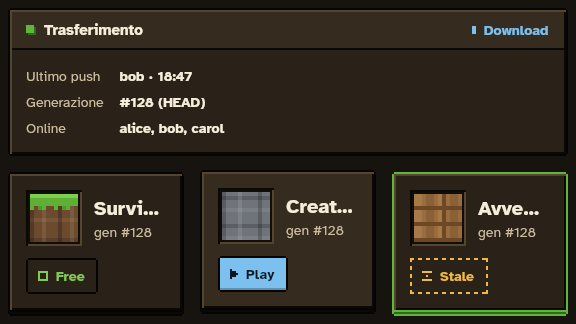 Trasferimento
Download
Ultimo push bob · 18:47
Generazione #128 (HEAD)
Online alice, bob, carol
Survi...
gen #128
Free
Creat...
gen #128
Play
Avve...
gen #128
Stale